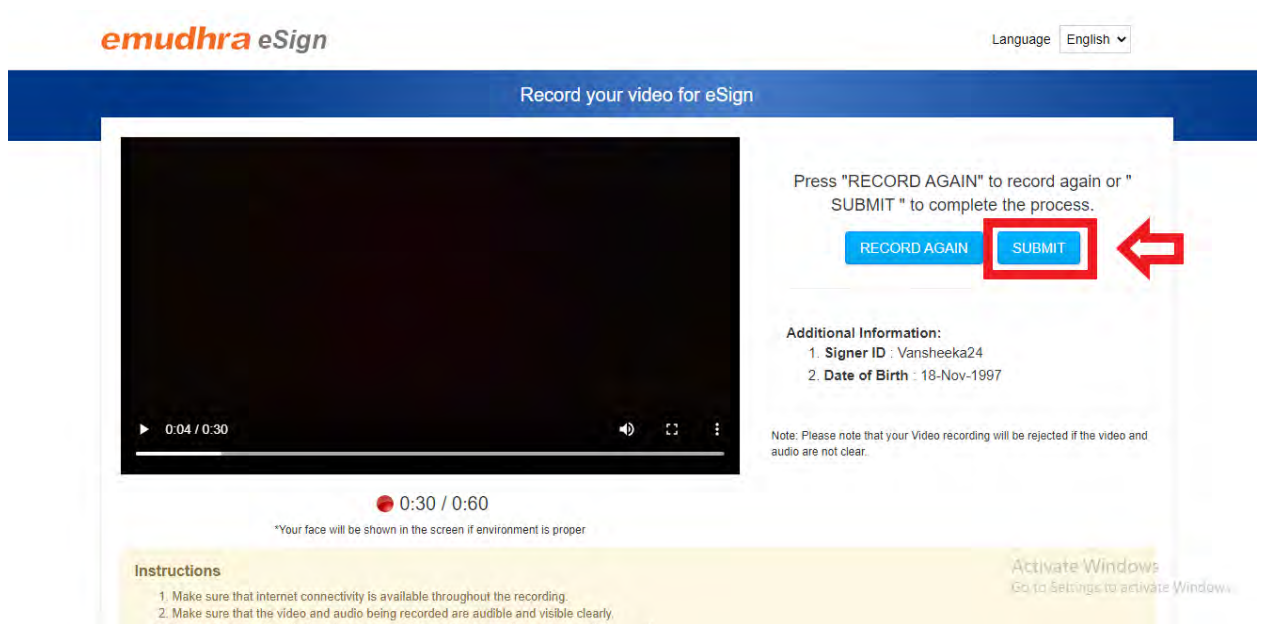 emudhra eSign
Language English
Record your video for eSign
Press "RECORD AGAIN" to record again or "
SUBMIT " to complete the process.
RECORD AGAIN SUBMIT
Additional Information:
1. Signer ID : Vansheeka24
2. Date of Birth : 18-Nov-1997
0:04 / 0:30
Note: Please note that your Video recording will be rejected if the video and
audio are not clear.
0:30 / 0:60
*Your face will be shown in the screen if environment is proper
Instructions
1. Make sure that internet connectivity is available throughout the recording.
2. Make sure that the video and audio being recorded are audible and visible clearly.
Activate Windows
Go to Settings to activate Windows.